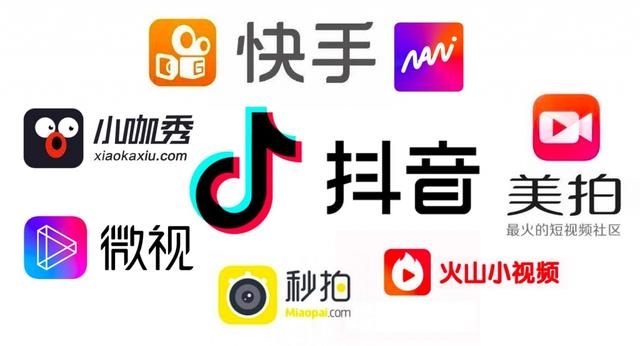 快手
NANi
小咖秀
xiaokaxiu.com
抖音
美拍
最火的短视频社区
微视
秒拍
Miaopai.com
火山小视频